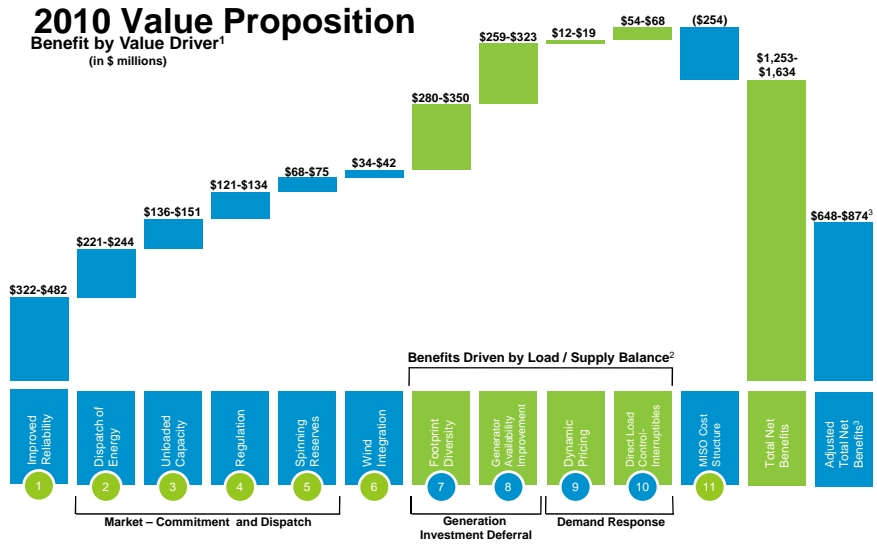 2010 Value Proposition
Benefit by Value Driver1
(in $ millions)
$322-$482
$221-$244
$136-$151
$121-$134
$68-$75
$34-$42
$280-$350
$259-$323
$12-$19
$54-$68
($254)
$1,253-
$1,634
$648-$8743
Benefits Driven by Load / Supply Balance2
Improved
Reliability
Dispatch of
Energy
Unloaded
Capacity
Regulation
Spinning
Reserves
Wind
Integration
Footprint
Diversity
Generator
Availability
Improvement
Dynamic
Pricing
Direct Load
Control-
Interruptibles
MISO Cost
Structure
Total Net
Benefits
Adjusted
Total Net
Benefits3
1
2
3
4
5
6
7
8
9
10
11
Market – Commitment and Dispatch
Generation
Investment Deferral
Demand Response